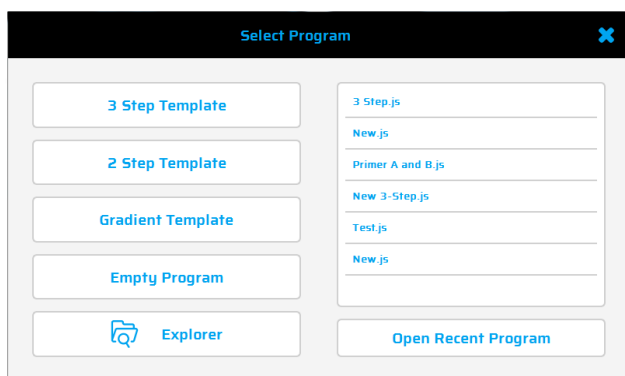 Select Program
3 Step Template
2 Step Template
Gradient Template
Empty Program
Explorer
3 Step.js
New.js
Primer A and B.js
New 3-Step.js
Test.js
New.js
Open Recent Program